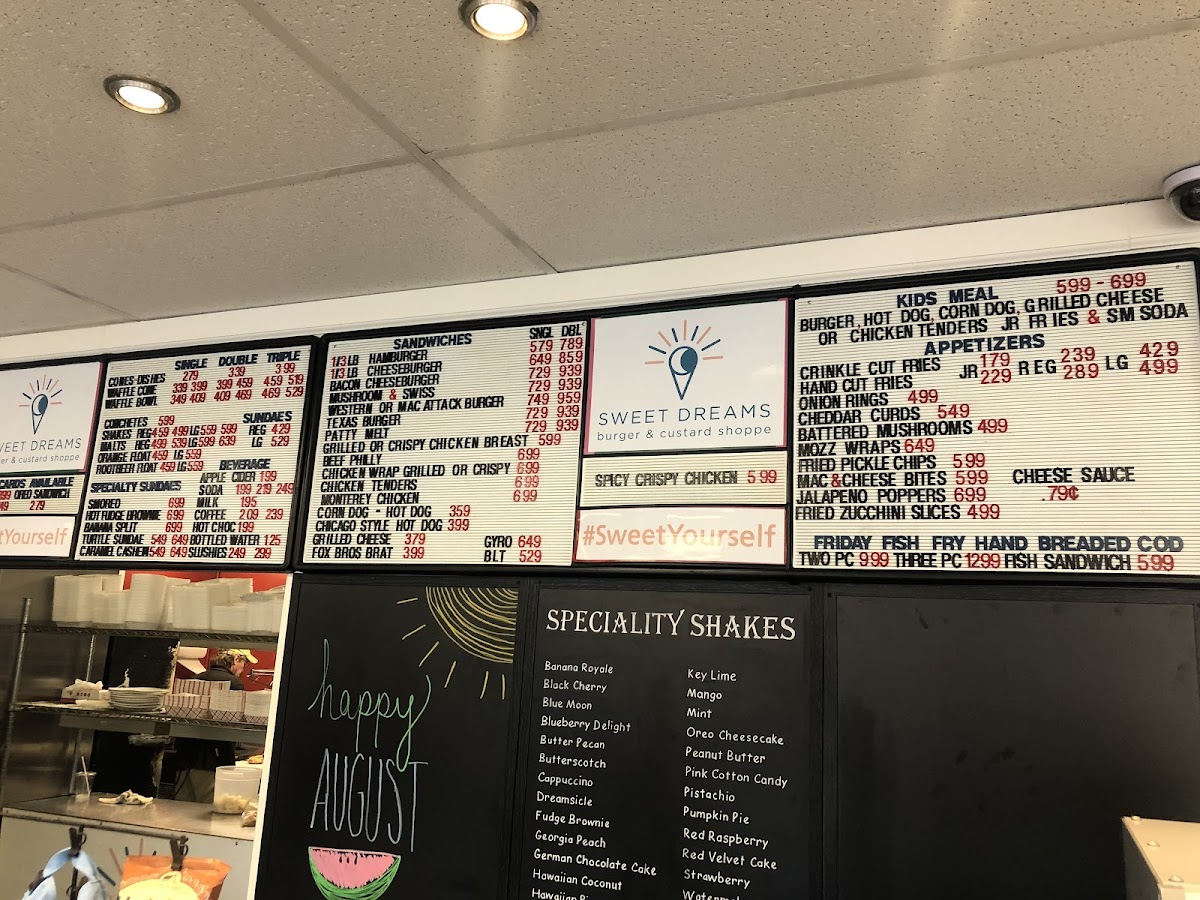 SWEET DREAMS
er & custard shoppe
CARDS AVAILABLE
OREO SANDWICH
279
etYourself
SINGLE DOUBLE TRIPLE
CONES-DISHES 279 339 399
WAFFLE CONE 339 399 399 459 459 519
WAFFLE BOWL 349 409 409 469 469 529
CONCRETES 599
SHAKES REG 459 499 LG 559 599
MALTS REG 499 539 LG 599 639
ORANGE FLOAT 459 LG 559
ROOTBEER FLOAT 459 LG 559
SUNDAES
REG 429
LG 529
SPECIALTY SUNDAES
SMOREO 699
HOT FUDGE BROWNIE 699
BANANA SPLIT 699
TURTLE SUNDAE 549 649
CARAMEL CASHEW 549 649
BEVERAGE
APPLE CIDER 199
SODA 199 219 249
MILK 195
COFFEE 209 239
HOT CHOC 199
BOTTLED WATER 125
SLUSHIES 249 299
SANDWICHES SNGL DBL
1/3 LB HAMBURGER 579 789
1/3 LB CHEESEBURGER 649 859
BACON CHEESEBURGER 729 939
MUSHROOM & SWISS 729 939
WESTERN OR MAC ATTACK BURGER 749 959
TEXAS BURGER 729 939
PATTY MELT 729 939
GRILLED OR CRISPY CHICKEN BREAST 599
BEEF PHILLY 699
CHICKEN WRAP GRILLED OR CRISPY 699
CHICKEN TENDERS 699
MONTEREY CHICKEN 699
CORN DOG - HOT DOG 359
CHICAGO STYLE HOT DOG 399
GRILLED CHEESE 379 GYRO 649
FOX BROS BRAT 399 BLT 529
SWEET DREAMS
burger & custard shoppe
SPICY CRISPY CHICKEN 599
#SweetYourself
KIDS MEAL 599 - 699
BURGER, HOT DOG, CORN DOG, GRILLED CHEESE
OR CHICKEN TENDERS JR FRIES & SM SODA
APPETIZERS
CRINKLE CUT FRIES JR 179 REG 239 LG 429
HAND CUT FRIES 229 289 499
ONION RINGS 499
CHEDDAR CURDS 549
BATTERED MUSHROOMS 499
MOZZ WRAPS 649
FRIED PICKLE CHIPS 599
MAC & CHEESE BITES 599 CHEESE SAUCE
JALAPENO POPPERS 699 .79¢
FRIED ZUCCHINI SLICES 499
FRIDAY FISH FRY HAND BREADED COD
TWO PC 999 THREE PC 1299 FISH SANDWICH 599
happy
AUGUST
SPECIALITY SHAKES
Banana Royale
Black Cherry
Blue Moon
Blueberry Delight
Butter Pecan
Butterscotch
Cappuccino
Dreamsicle
Fudge Brownie
Georgia Peach
German Chocolate Cake
Hawaiian Coconut
Hawaiian
Key Lime
Mango
Mint
Oreo Cheesecake
Peanut Butter
Pink Cotton Candy
Pistachio
Pumpkin Pie
Red Raspberry
Red Velvet Cake
Strawberry
Watermel